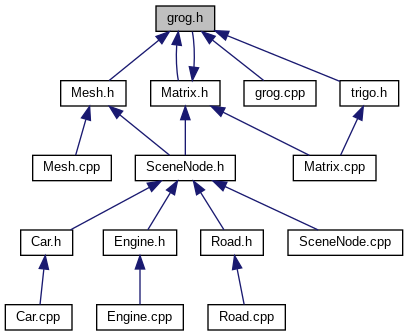 grog.h
Mesh.h
Matrix.h
grog.cpp
trigo.h
Mesh.cpp
SceneNode.h
Matrix.cpp
Car.h
Engine.h
Road.h
SceneNode.cpp
Car.cpp
Engine.cpp
Road.cpp